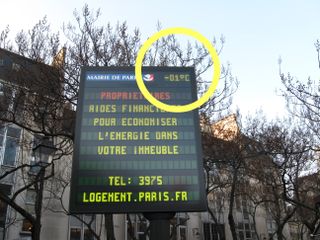 MAIRIE DE PARIS -01°C
PROPRIETAIRES
AIDES FINANCIERES
POUR ECONOMISER
L'ENERGIE DANS
VOTRE IMMEUBLE
TEL: 3975
LOGEMENT.PARIS.FR